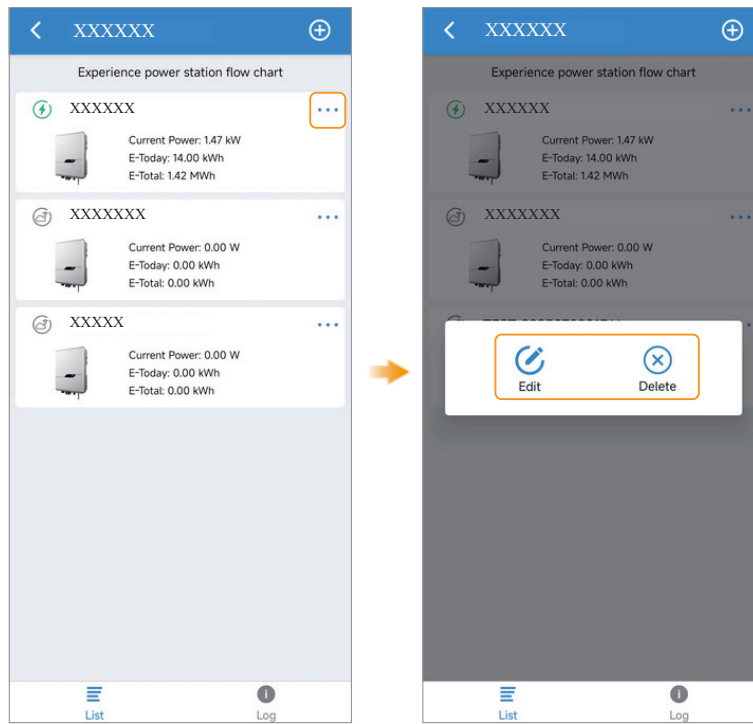 XXXXXX
Experience power station flow chart
XXXXXX
Current Power: 1.47 kW
E-Today: 14.00 kWh
E-Total: 1.42 MWh
XXXXXXX
Current Power: 0.00 W
E-Today: 0.00 kWh
E-Total: 0.00 kWh
XXXXX
Current Power: 0.00 W
E-Today: 0.00 kWh
E-Total: 0.00 kWh
List
Log
XXXXXX
Experience power station flow chart
XXXXXX
Current Power: 1.47 kW
E-Today: 14.00 kWh
E-Total: 1.42 MWh
XXXXXXX
Current Power: 0.00 W
E-Today: 0.00 kWh
E-Total: 0.00 kWh
Edit
Delete
List
Log